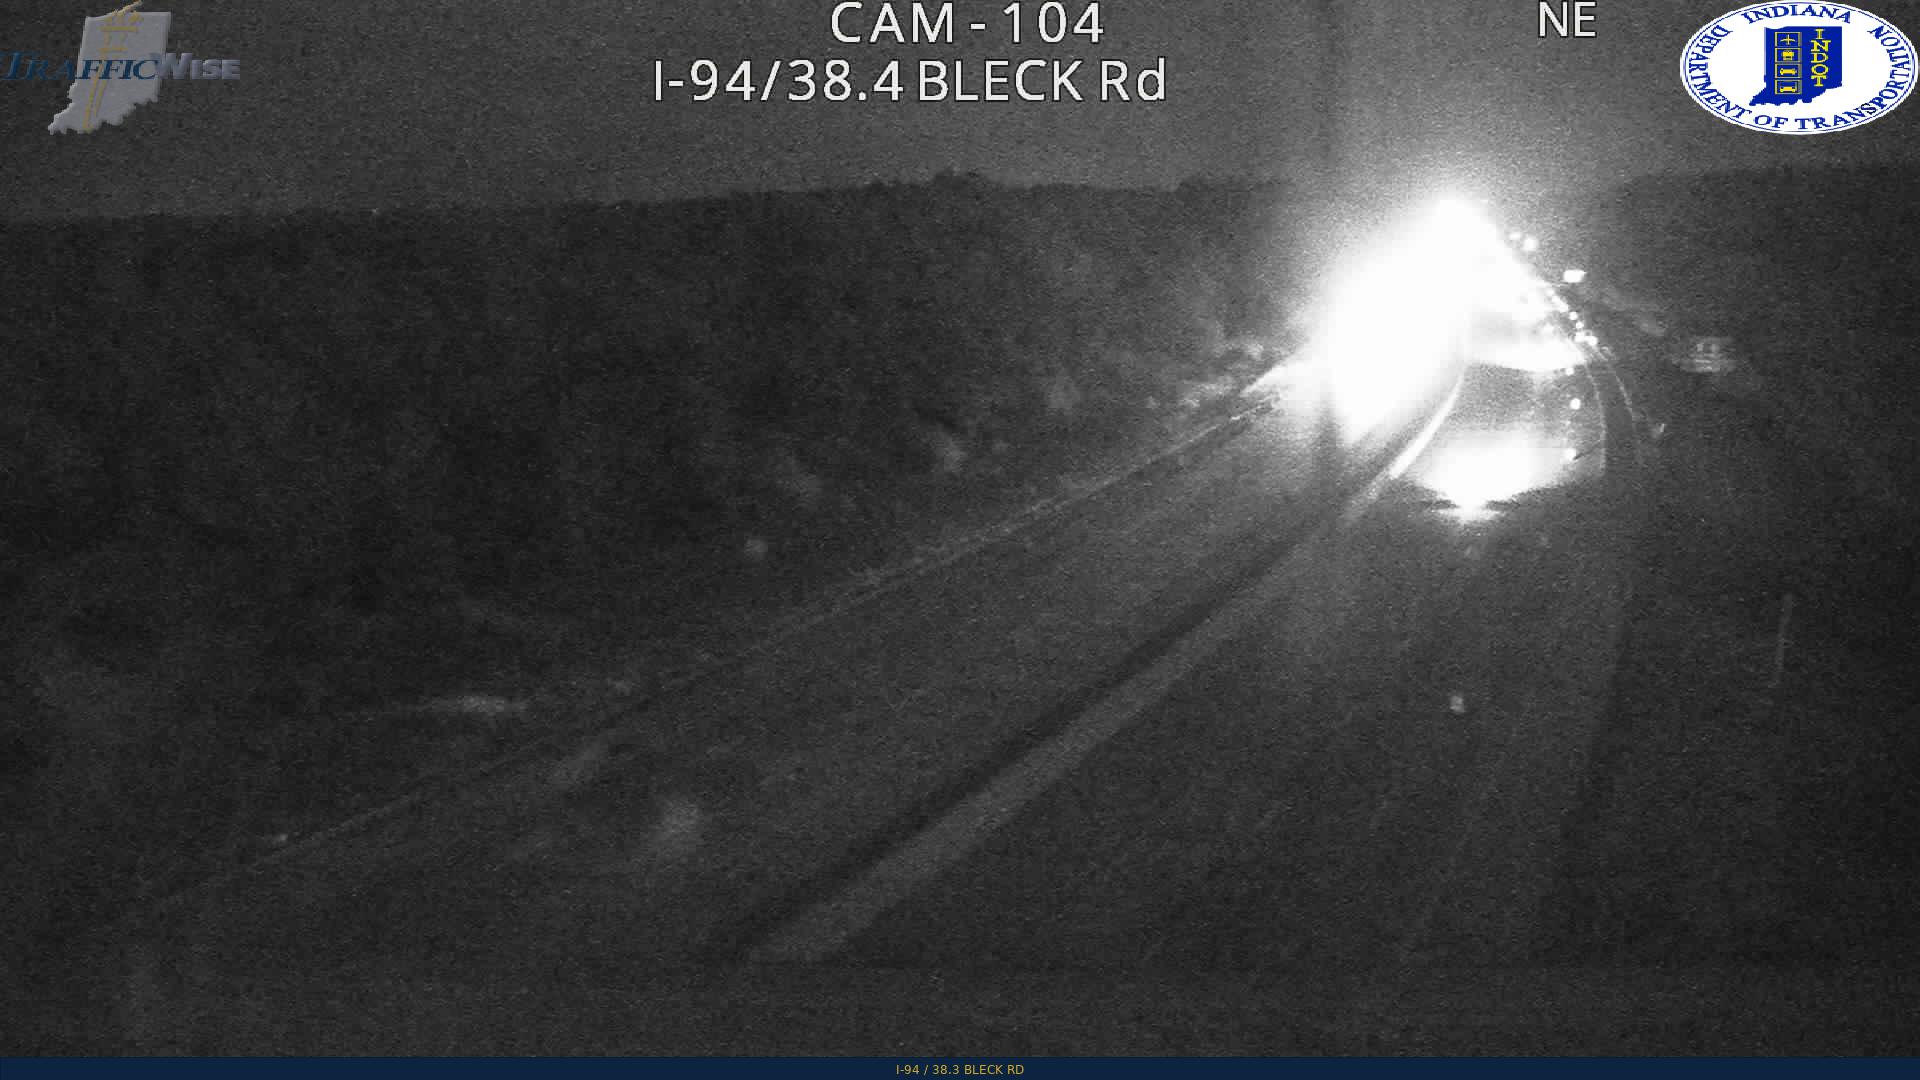 CAM-104
NE
I-94/38.4 BLECK Rd
TRAFFICWISE
INDIANA
DEPARTMENT OF TRANSPORTATION
INDOT
I-94 / 38.3 BLECK RD